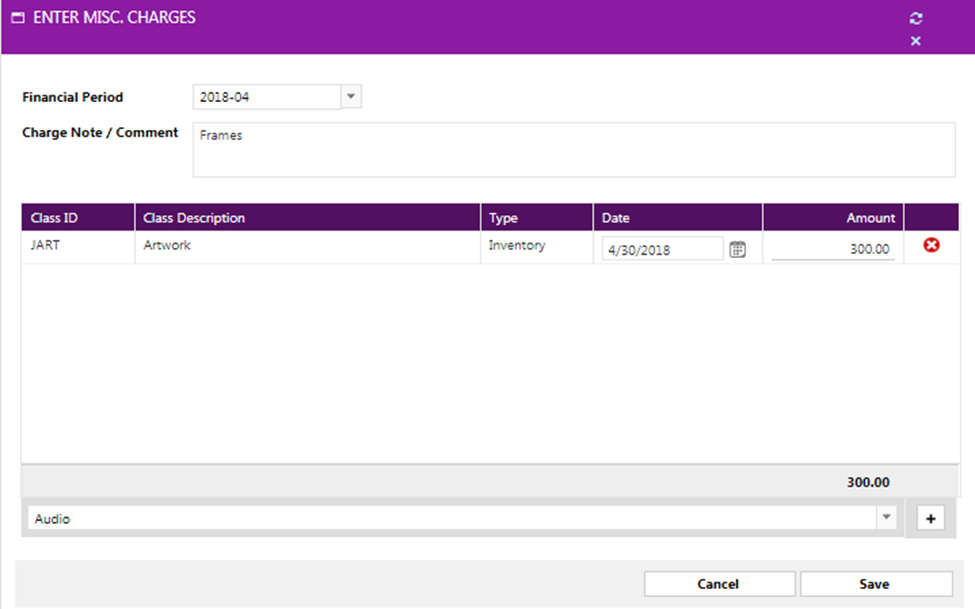 ENTER MISC. CHARGES
Financial Period 2018-04
Charge Note / Comment Frames
Class ID Class Description Type Date Amount
JART Artwork Inventory 4/30/2018 300.00
300.00
Audio +
Cancel Save